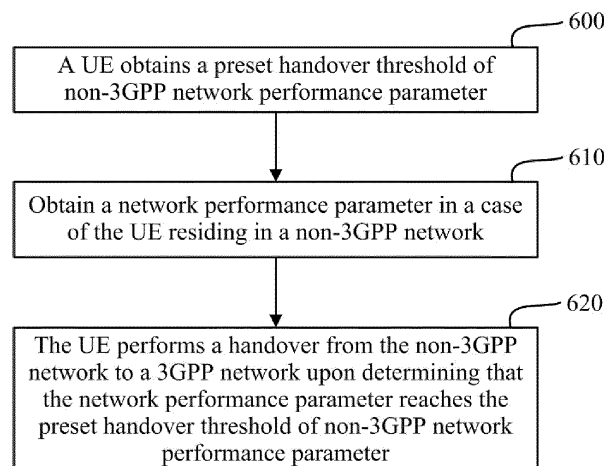 600
A UE obtains a preset handover threshold of
non-3GPP network performance parameter
610
Obtain a network performance parameter in a case
of the UE residing in a non-3GPP network
620
The UE performs a handover from the non-3GPP
network to a 3GPP network upon determining that
the network performance parameter reaches the
preset handover threshold of non-3GPP network
performance parameter